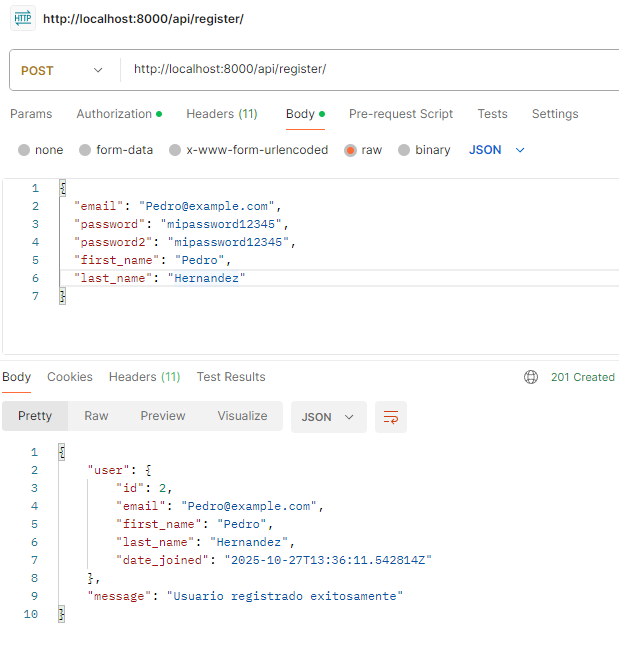 HTTP http://localhost:8000/api/register/
POST http://localhost:8000/api/register/
Params Authorization Headers (11) Body Pre-request Script Tests Settings
none form-data x-www-form-urlencoded raw binary JSON
1 {
2 "email": "Pedro@example.com",
3 "password": "mipassword12345",
4 "password2": "mipassword12345",
5 "first_name": "Pedro",
6 "last_name": "Hernandez"
7 }
Body Cookies Headers (11) Test Results 201 Created
Pretty Raw Preview Visualize JSON
1 {
2 "user": {
3 "id": 2,
4 "email": "Pedro@example.com",
5 "first_name": "Pedro",
6 "last_name": "Hernandez",
7 "date_joined": "2025-10-27T13:36:11.542814Z"
8 },
9 "message": "Usuario registrado exitosamente"
10 }